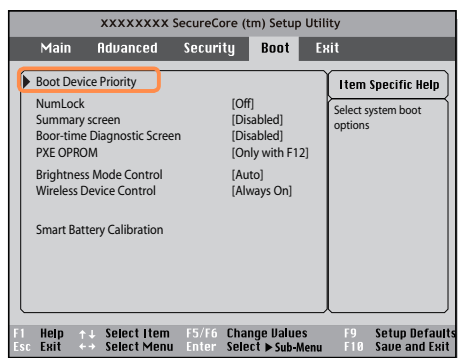 XXXXXXXX SecureCore (tm) Setup Utility
Main Advanced Security Boot Exit
▶ Boot Device Priority
Item Specific Help
NumLock [Off]
Select system boot
Summary screen [Disabled]
options
Boor-time Diagnostic Screen [Disabled]
PXE OPROM [Only with F12]
Brightness Mode Control [Auto]
Wireless Device Control [Always On]
Smart Battery Calibration
F1 Help ↑↓ Select Item F5/F6 Change Values F9 Setup Defaults
Esc Exit ←→ Select Menu Enter Select ▶ Sub-Menu F10 Save and Exit